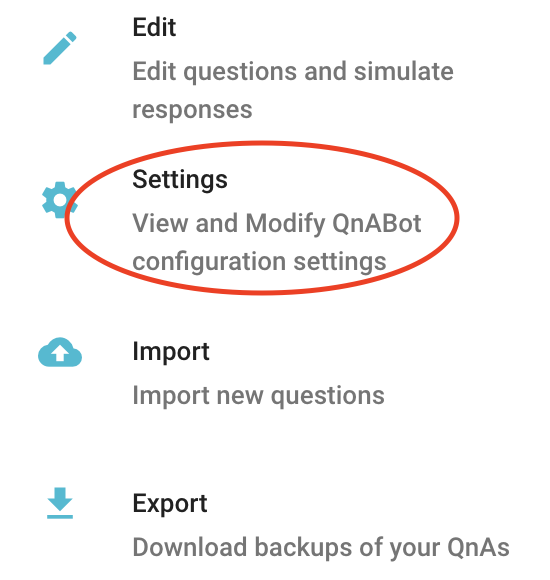 Edit
Edit questions and simulate
responses
Settings
View and Modify QnABot
configuration settings
Import
Import new questions
Export
Download backups of your QnAs